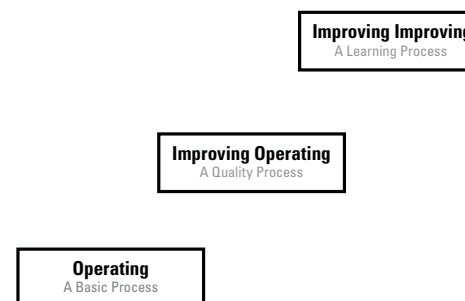 Improving Improving
A Learning Process
Improving Operating
A Quality Process
Operating
A Basic Process